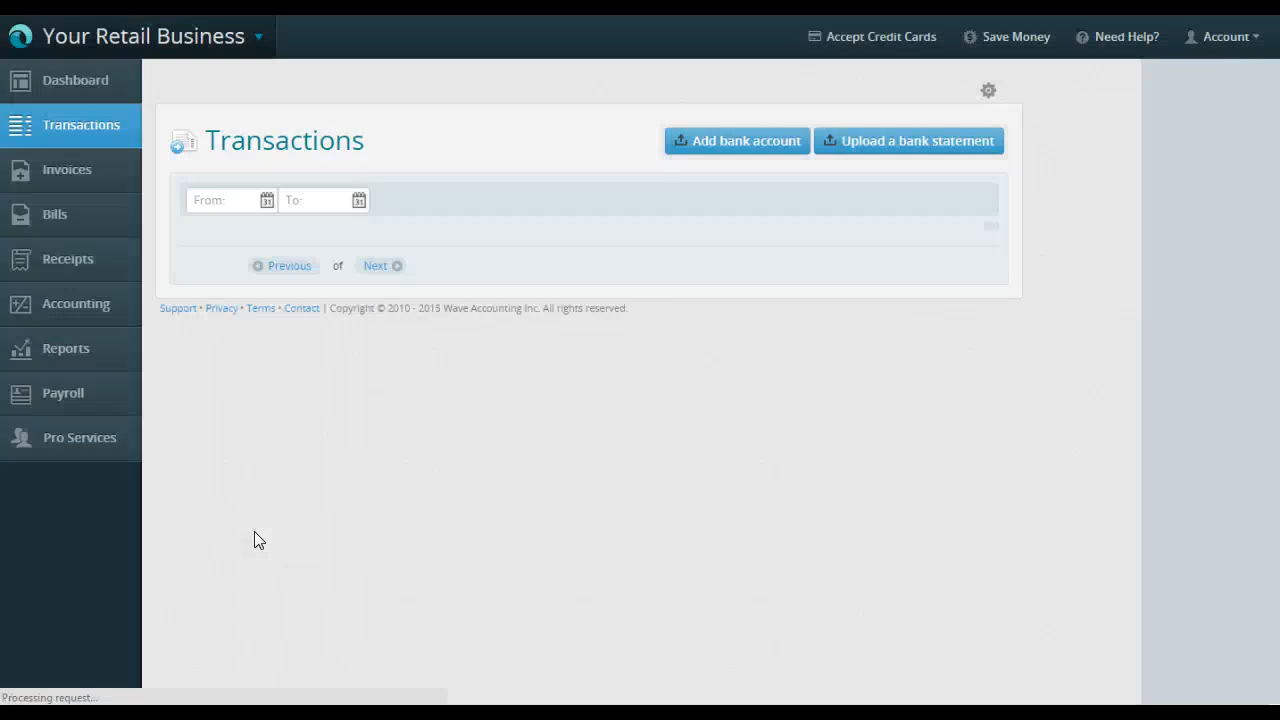 Your Retail Business
Accept Credit Cards
Save Money
Need Help?
Account
Dashboard
Transactions
Invoices
Bills
Receipts
Accounting
Reports
Payroll
Pro Services
Transactions
Add bank account
Upload a bank statement
From: 31 To: 31
Previous of Next
Support • Privacy • Terms • Contact | Copyright © 2010 - 2015 Wave Accounting Inc. All rights reserved.
Processing request...